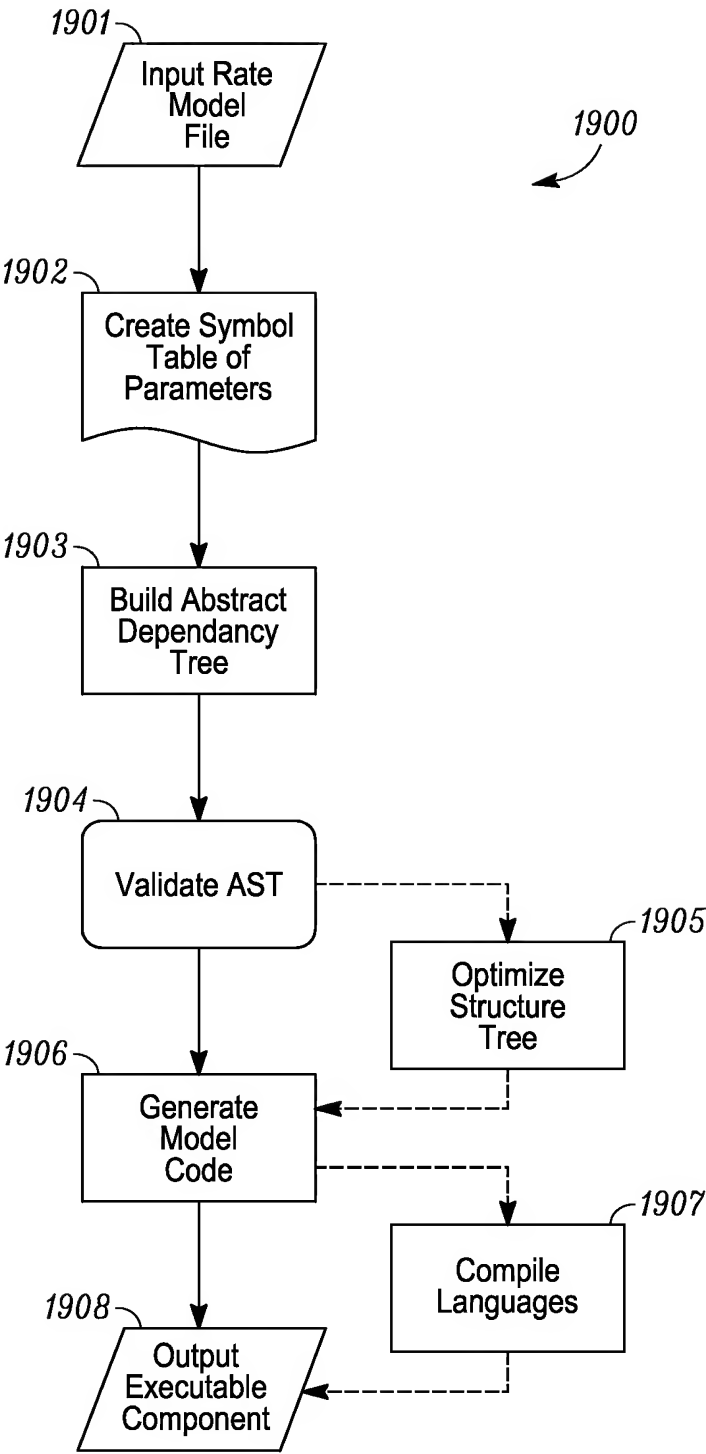 1901
Input Rate
Model
File
1900
1902
Create Symbol
Table of
Parameters
1903
Build Abstract
Dependancy
Tree
1904
Validate AST
1905
Optimize
Structure
Tree
1906
Generate
Model
Code
1907
Compile
Languages
1908
Output
Executable
Component